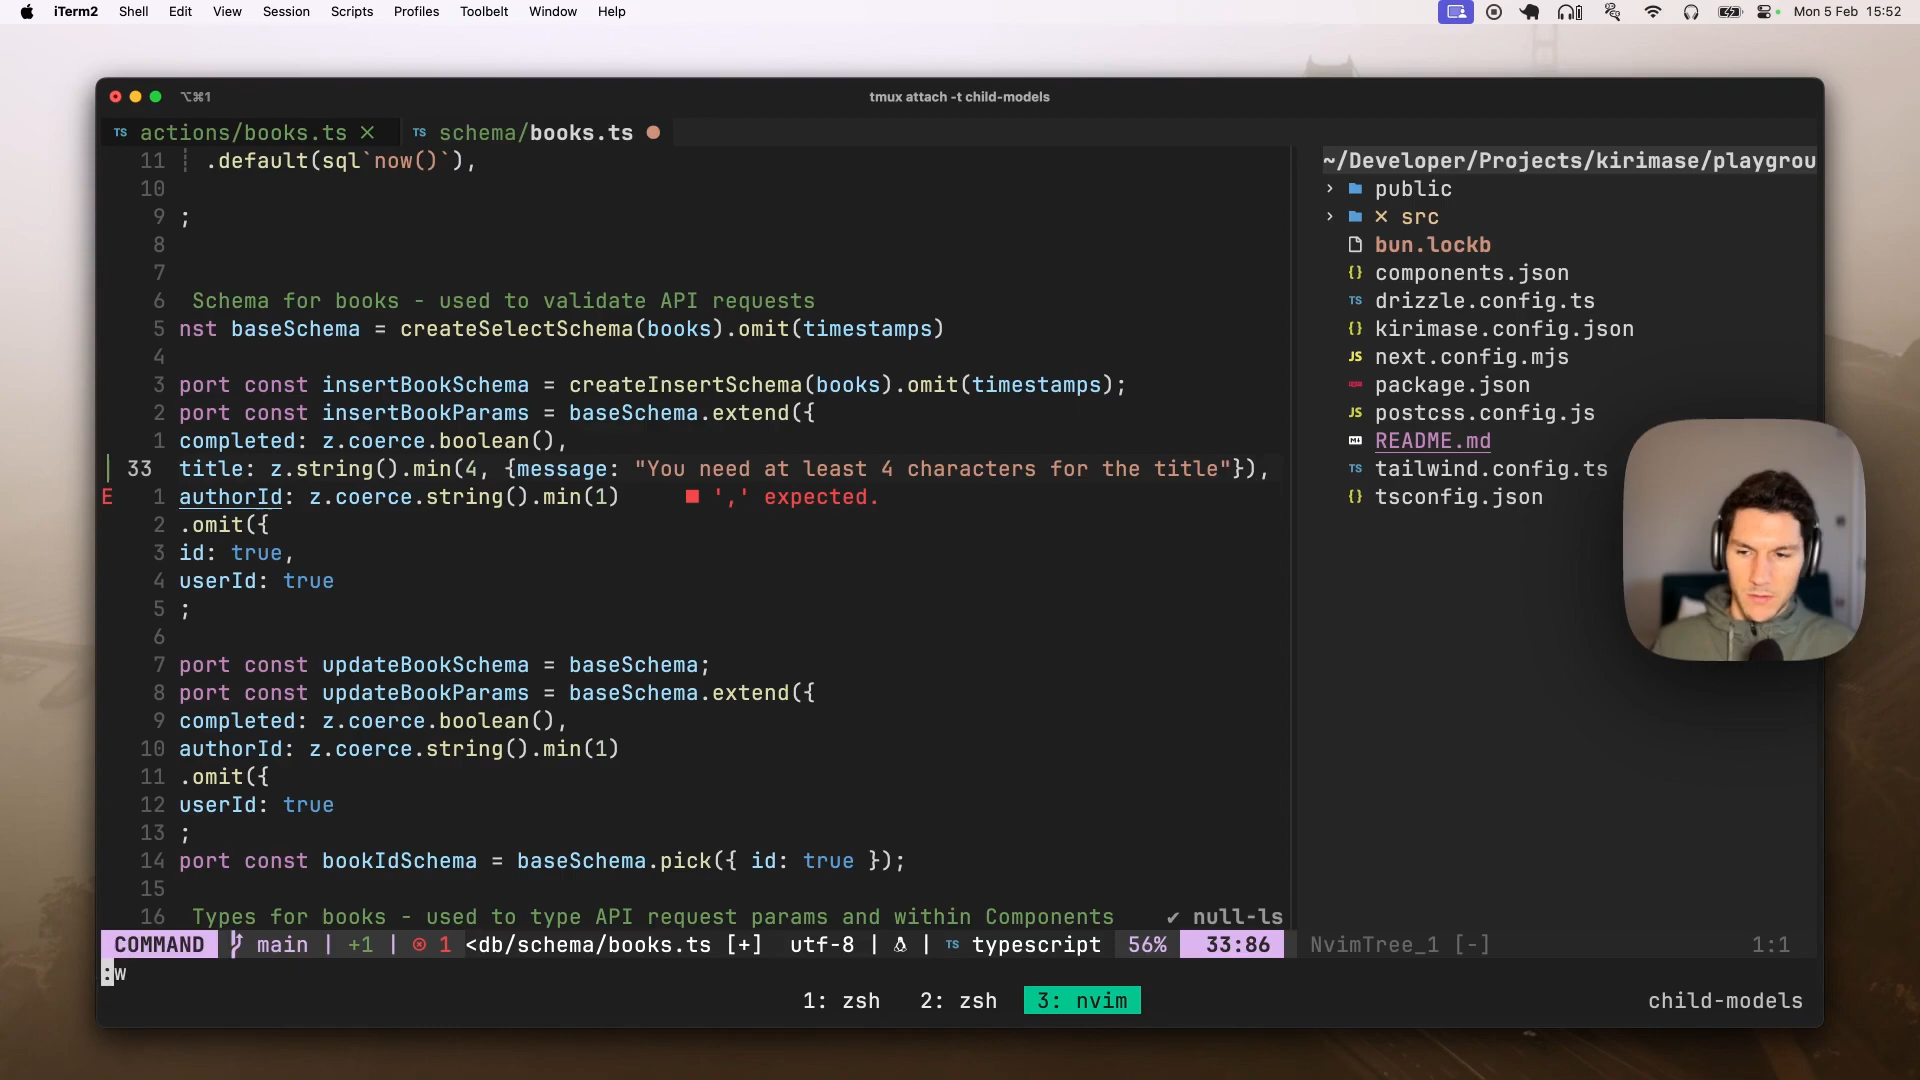 iTerm2 Shell Edit View Session Scripts Profiles Toolbelt Window Help Mon 5 Feb 15:52
⌥⌘1 tmux attach -t child-models
TS actions/books.ts × TS schema/books.ts ●
11 .default(sql`now()`),
10
9 ;
8
7
6 Schema for books - used to validate API requests
5 nst baseSchema = createSelectSchema(books).omit(timestamps)
4
3 port const insertBookSchema = createInsertSchema(books).omit(timestamps);
2 port const insertBookParams = baseSchema.extend({
1 completed: z.coerce.boolean(),
33 title: z.string().min(4, {message: "You need at least 4 characters for the title"}),
E 1 authorId: z.coerce.string().min(1) ■ ',' expected.
2 .omit({
3 id: true,
4 userId: true
5 ;
6
7 port const updateBookSchema = baseSchema;
8 port const updateBookParams = baseSchema.extend({
9 completed: z.coerce.boolean(),
10 authorId: z.coerce.string().min(1)
11 .omit({
12 userId: true
13 ;
14 port const bookIdSchema = baseSchema.pick({ id: true });
15
16 Types for books - used to type API request params and within Components ✔ null-ls
~/Developer/Projects/kirimase/playgrou
› public
› ✕ src
bun.lockb
{} components.json
TS drizzle.config.ts
{} kirimase.config.json
JS next.config.mjs
package.json
JS postcss.config.js
README.md
TS tailwind.config.ts
{} tsconfig.json
COMMAND main | +1 | ⊗ 1 <db/schema/books.ts [+] utf-8 | | TS typescript 56% 33:86 NvimTree_1 [-] 1:1
:w
1: zsh 2: zsh 3: nvim child-models